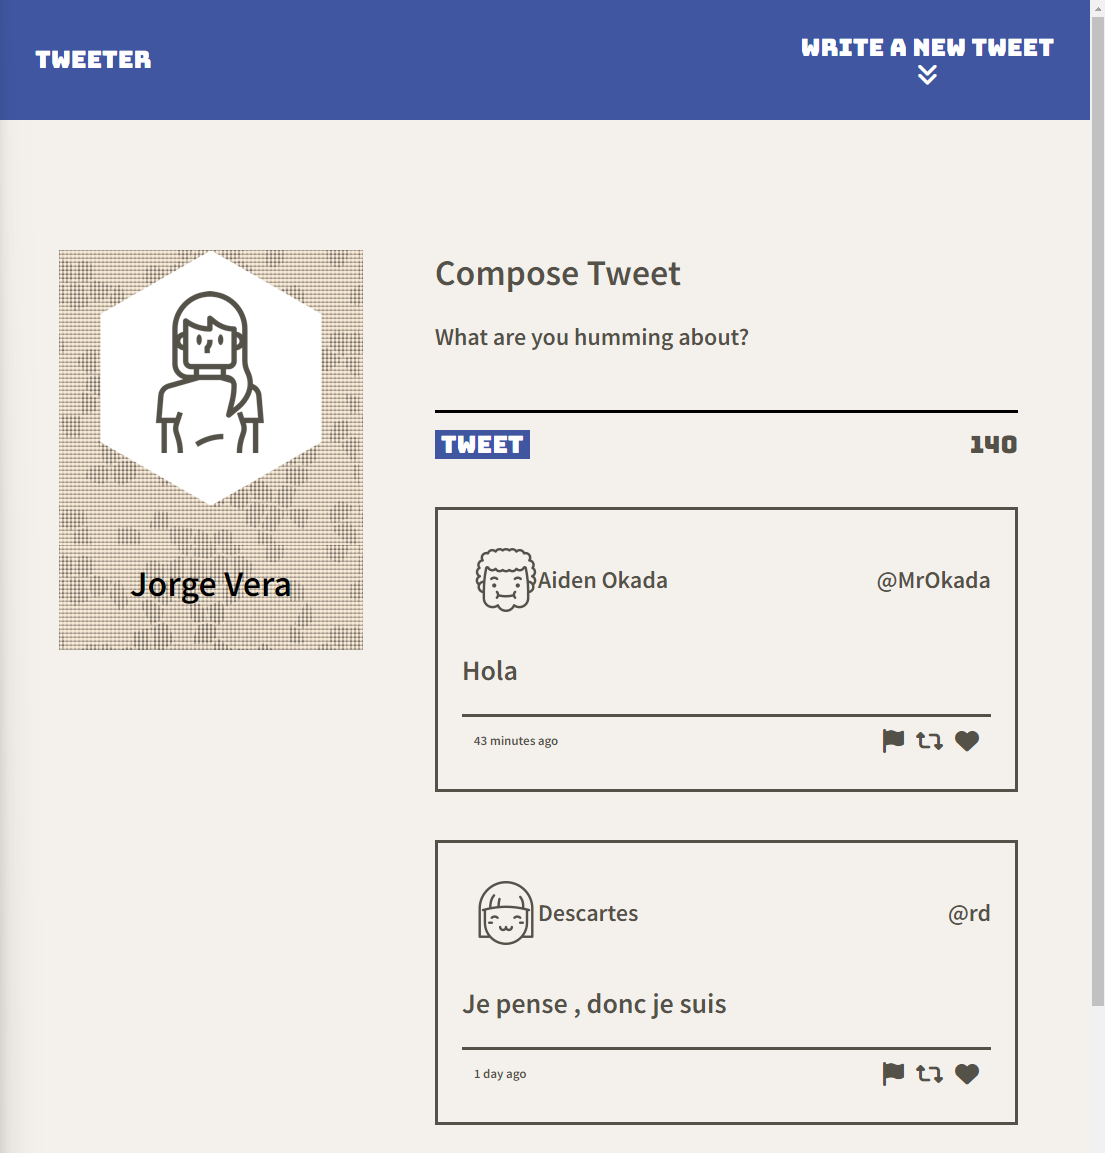 TWEETER
WRITE A NEW TWEET
Jorge Vera
Compose Tweet
What are you humming about?
TWEET
140
Aiden Okada
@MrOkada
Hola
43 minutes ago
Descartes
@rd
Je pense , donc je suis
1 day ago